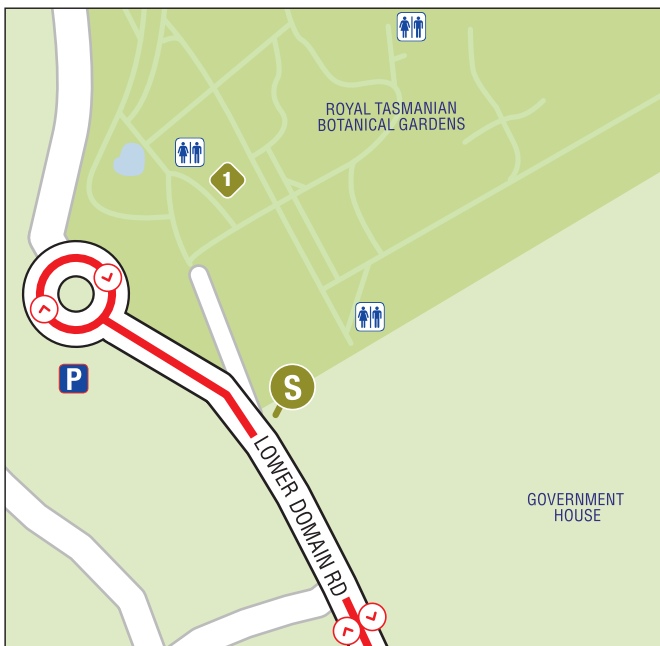 ROYAL TASMANIAN
BOTANICAL GARDENS
1
P
S
LOWER DOMAIN RD
GOVERNMENT
HOUSE